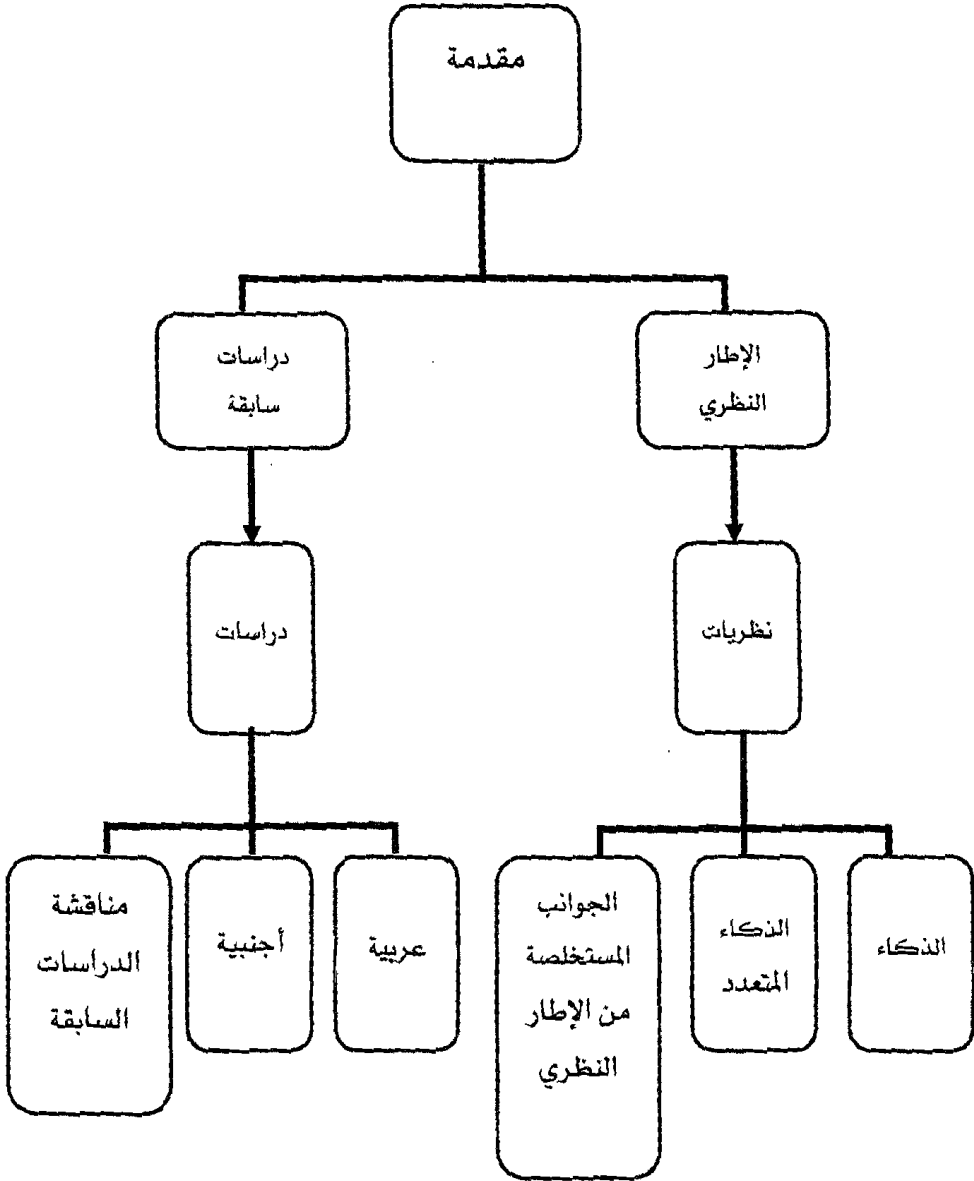 مقدمة
الإطار
النظري
دراسات
سابقة
نظريات
دراسات
الذكاء
الذكاء
المتعدد
الجوانب
المستخلصة
من الإطار
النظري
عربية
أجنبية
مناقشة
الدراسات
السابقة